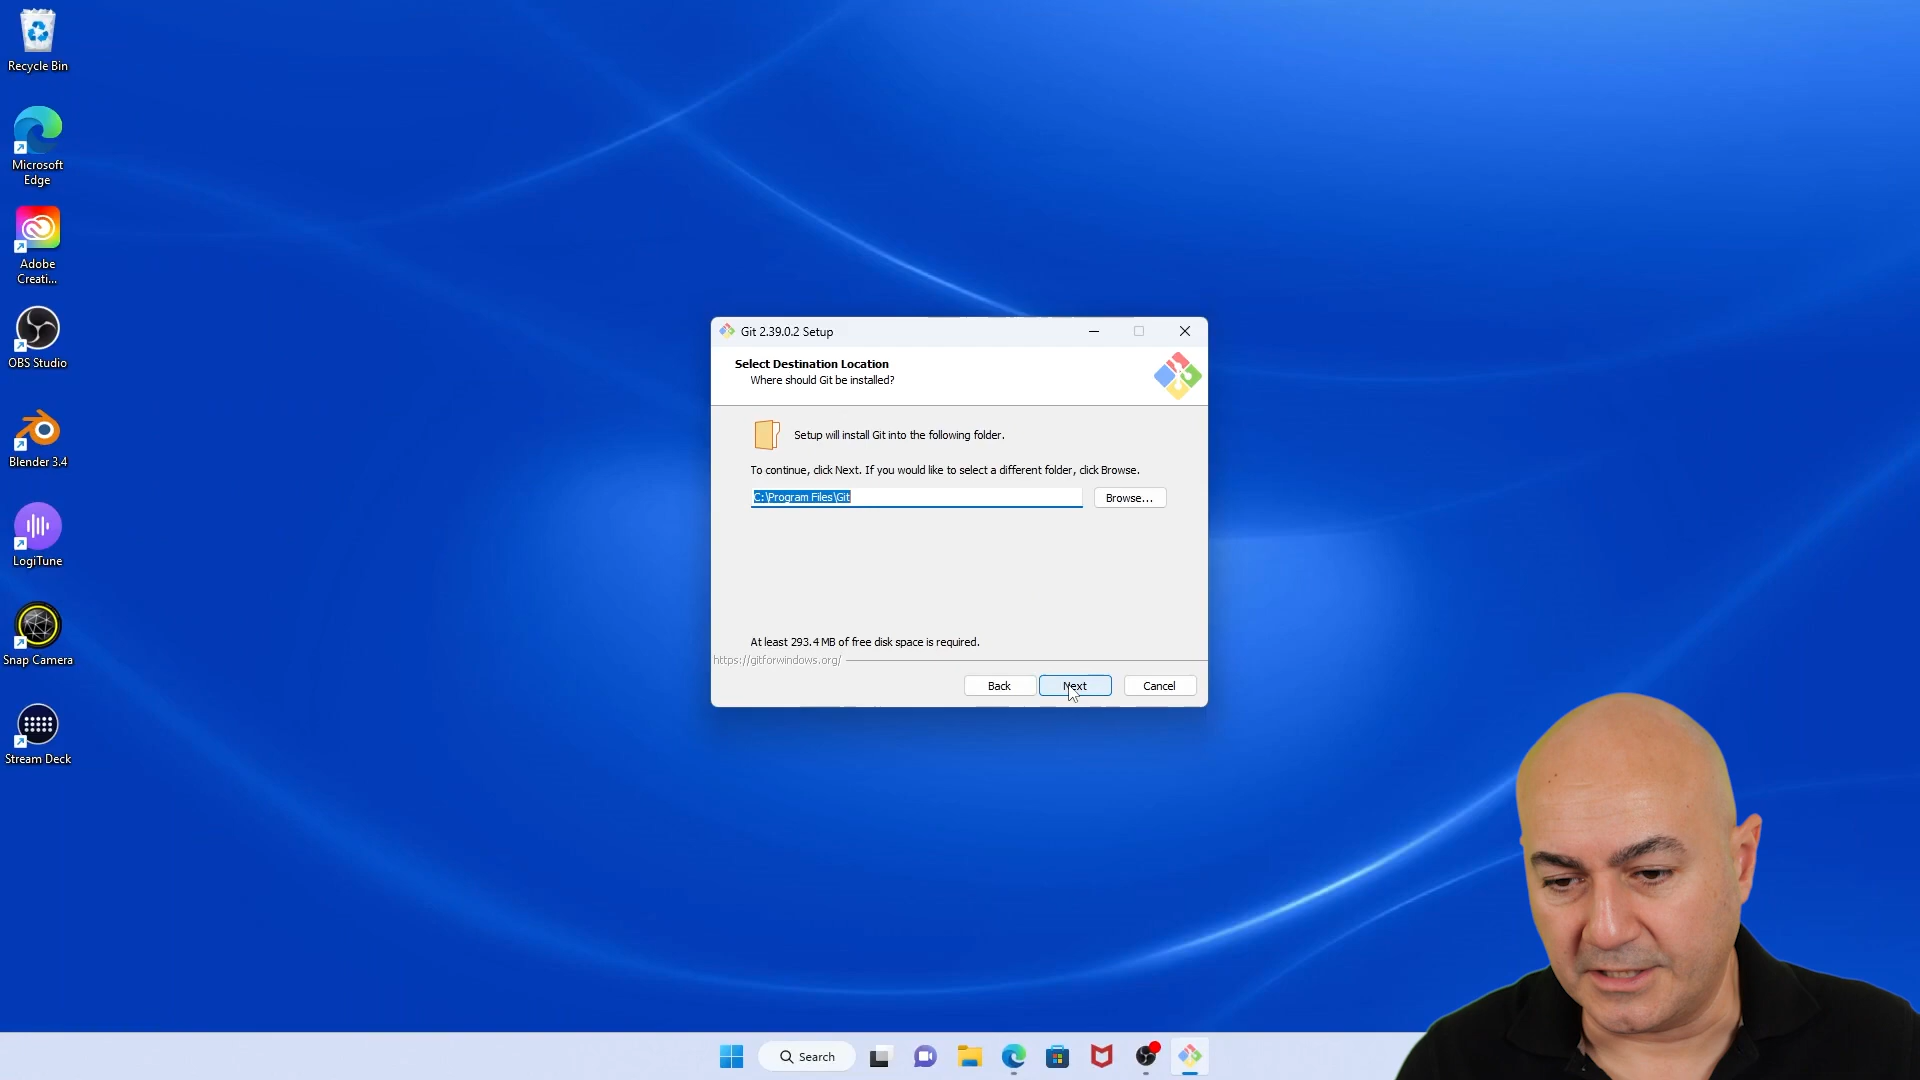 Recycle Bin
Microsoft
Edge
Adobe
Creati...
OBS Studio
Blender 3.4
LogiTune
Snap Camera
Stream Deck
Git 2.39.0.2 Setup
Select Destination Location
Where should Git be installed?
Setup will install Git into the following folder.
To continue, click Next. If you would like to select a different folder, click Browse.
C:\Program Files\Git
Browse...
At least 293.4 MB of free disk space is required.
https://gitforwindows.org/
Back
Next
Cancel
Search